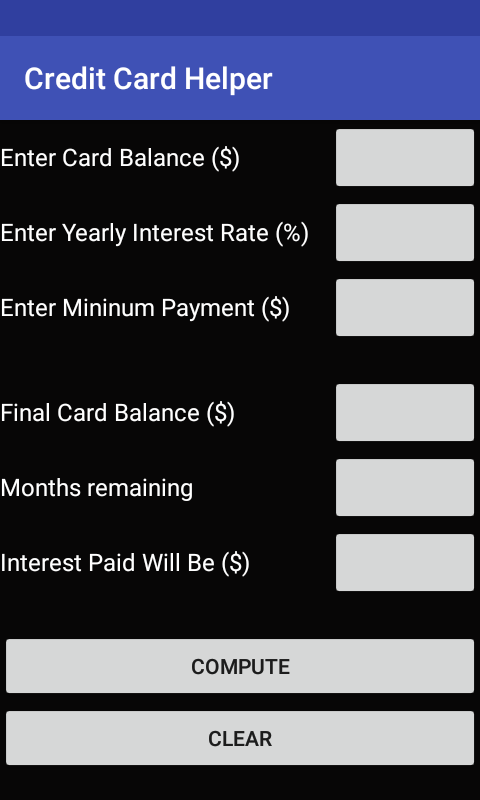 Credit Card Helper
Enter Card Balance ($)
Enter Yearly Interest Rate (%)
Enter Mininum Payment ($)
Final Card Balance ($)
Months remaining
Interest Paid Will Be ($)
COMPUTE
CLEAR